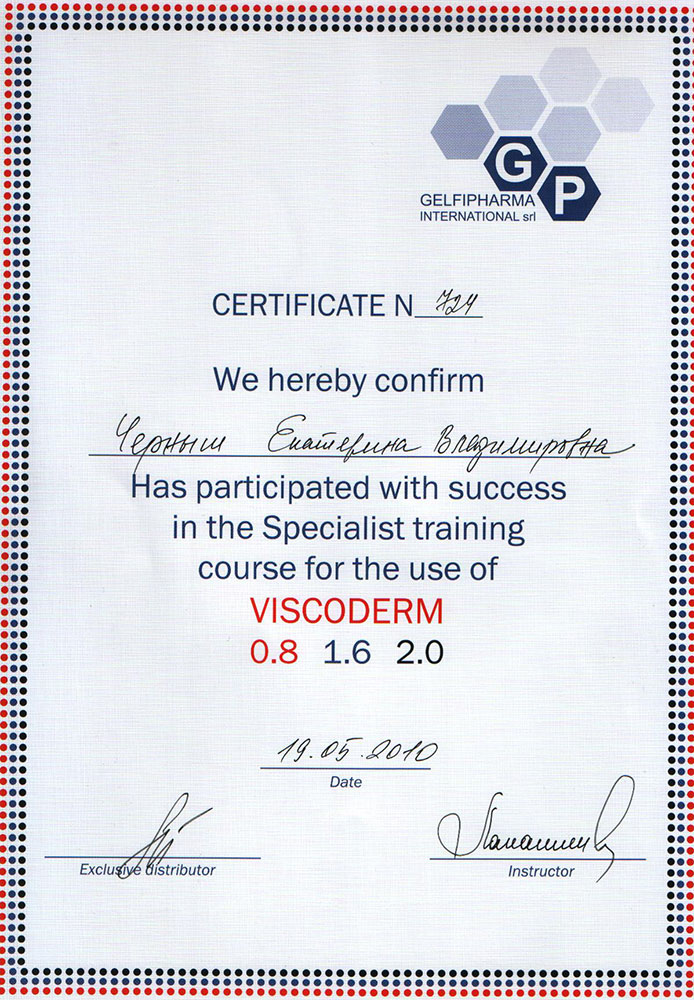 GP
GELFIPHARMA
INTERNATIONAL srl
CERTIFICATE N 724
We hereby confirm
Черныш Екатерина Владимировна
Has participated with success
in the Specialist training
course for the use of
VISCODERM
0.8 1.6 2.0
19.05.2010
Date
Exclusive distributor
Instructor